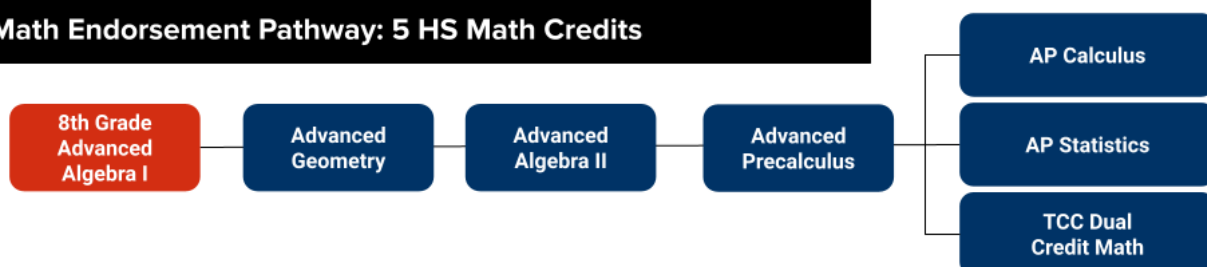 Math Endorsement Pathway: 5 HS Math Credits
8th Grade
Advanced
Algebra I
Advanced
Geometry
Advanced
Algebra II
Advanced
Precalculus
AP Calculus
AP Statistics
TCC Dual
Credit Math